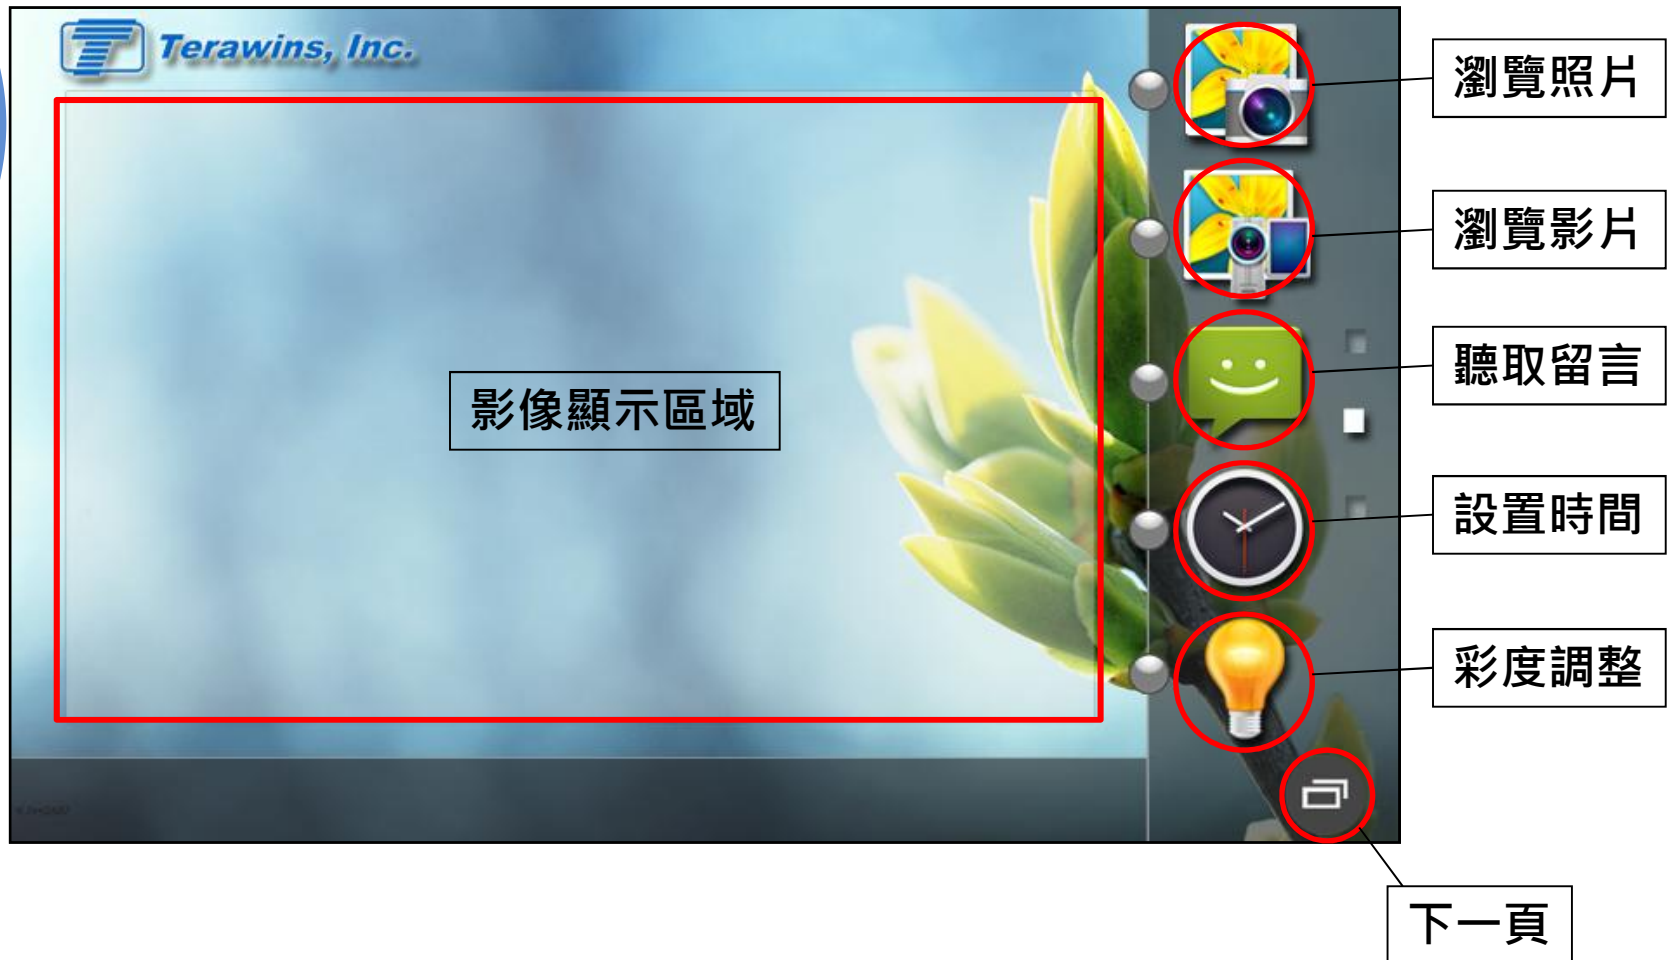 Terawins, Inc.
瀏覽照片
瀏覽影片
聽取留言
影像顯示區域
設置時間
彩度調整
下一頁